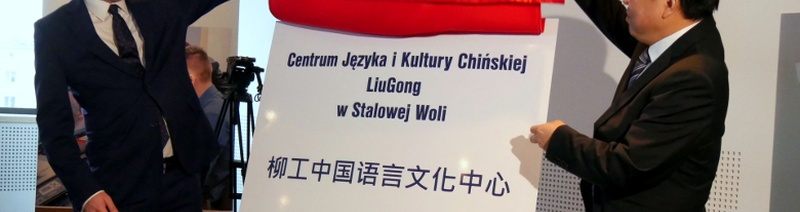 Centrum Języka i Kultury Chińskiej
LiuGong
w Stalowej Woli
柳工中国语言文化中心